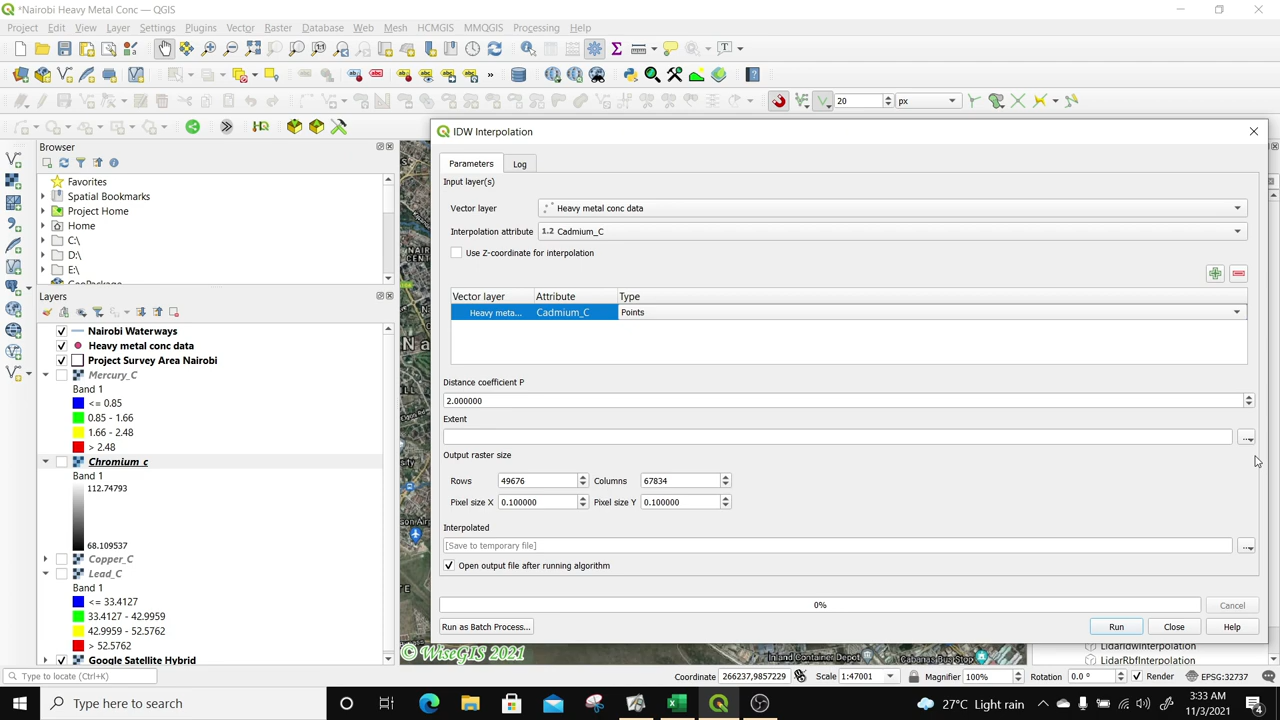 *Nairobi Heavy Metal Conc — QGIS
Project Edit View Layer Settings Plugins Vector Raster Database Web Mesh HCMGIS MMQGIS Processing Help
20 px
IDW Interpolation
Browser
Parameters Log
Favorites
Spatial Bookmarks
Project Home
Home
C:\
D:\
E:\
Input layer(s)
Vector layer Heavy metal conc data
Interpolation attribute 1.2 Cadmium_C
Use Z-coordinate for interpolation
Vector layer Attribute Type
Heavy meta... Cadmium_C Points
Layers
Nairobi Waterways
Heavy metal conc data
Project Survey Area Nairobi
Mercury_C
Band 1
<= 0.85
0.85 - 1.66
1.66 - 2.48
> 2.48
Chromium_c
Band 1
112.74793
68.109537
Copper_C
Lead_C
Band 1
<= 33.4127
33.4127 - 42.9959
42.9959 - 52.5762
> 52.5762
Google Satellite Hybrid
Distance coefficient P
2.000000
Extent
...
Output raster size
Rows 49676 Columns 67834
Pixel size X 0.100000 Pixel size Y 0.100000
Interpolated
[Save to temporary file] ...
Open output file after running algorithm
0% Cancel
Run as Batch Process... Run Close Help
© WiseGIS 2021
Inland Container Depot Cabanas Bus Stop
LidarIdwInterpolation
LidarRbfInterpolation
Type to locate (Ctrl+K) Coordinate 266237,9857229 Scale 1:47001 Magnifier 100% Rotation 0.0 ° Render EPSG:32737
Type here to search
27°C Light rain
3:33 AM
11/3/2021
4